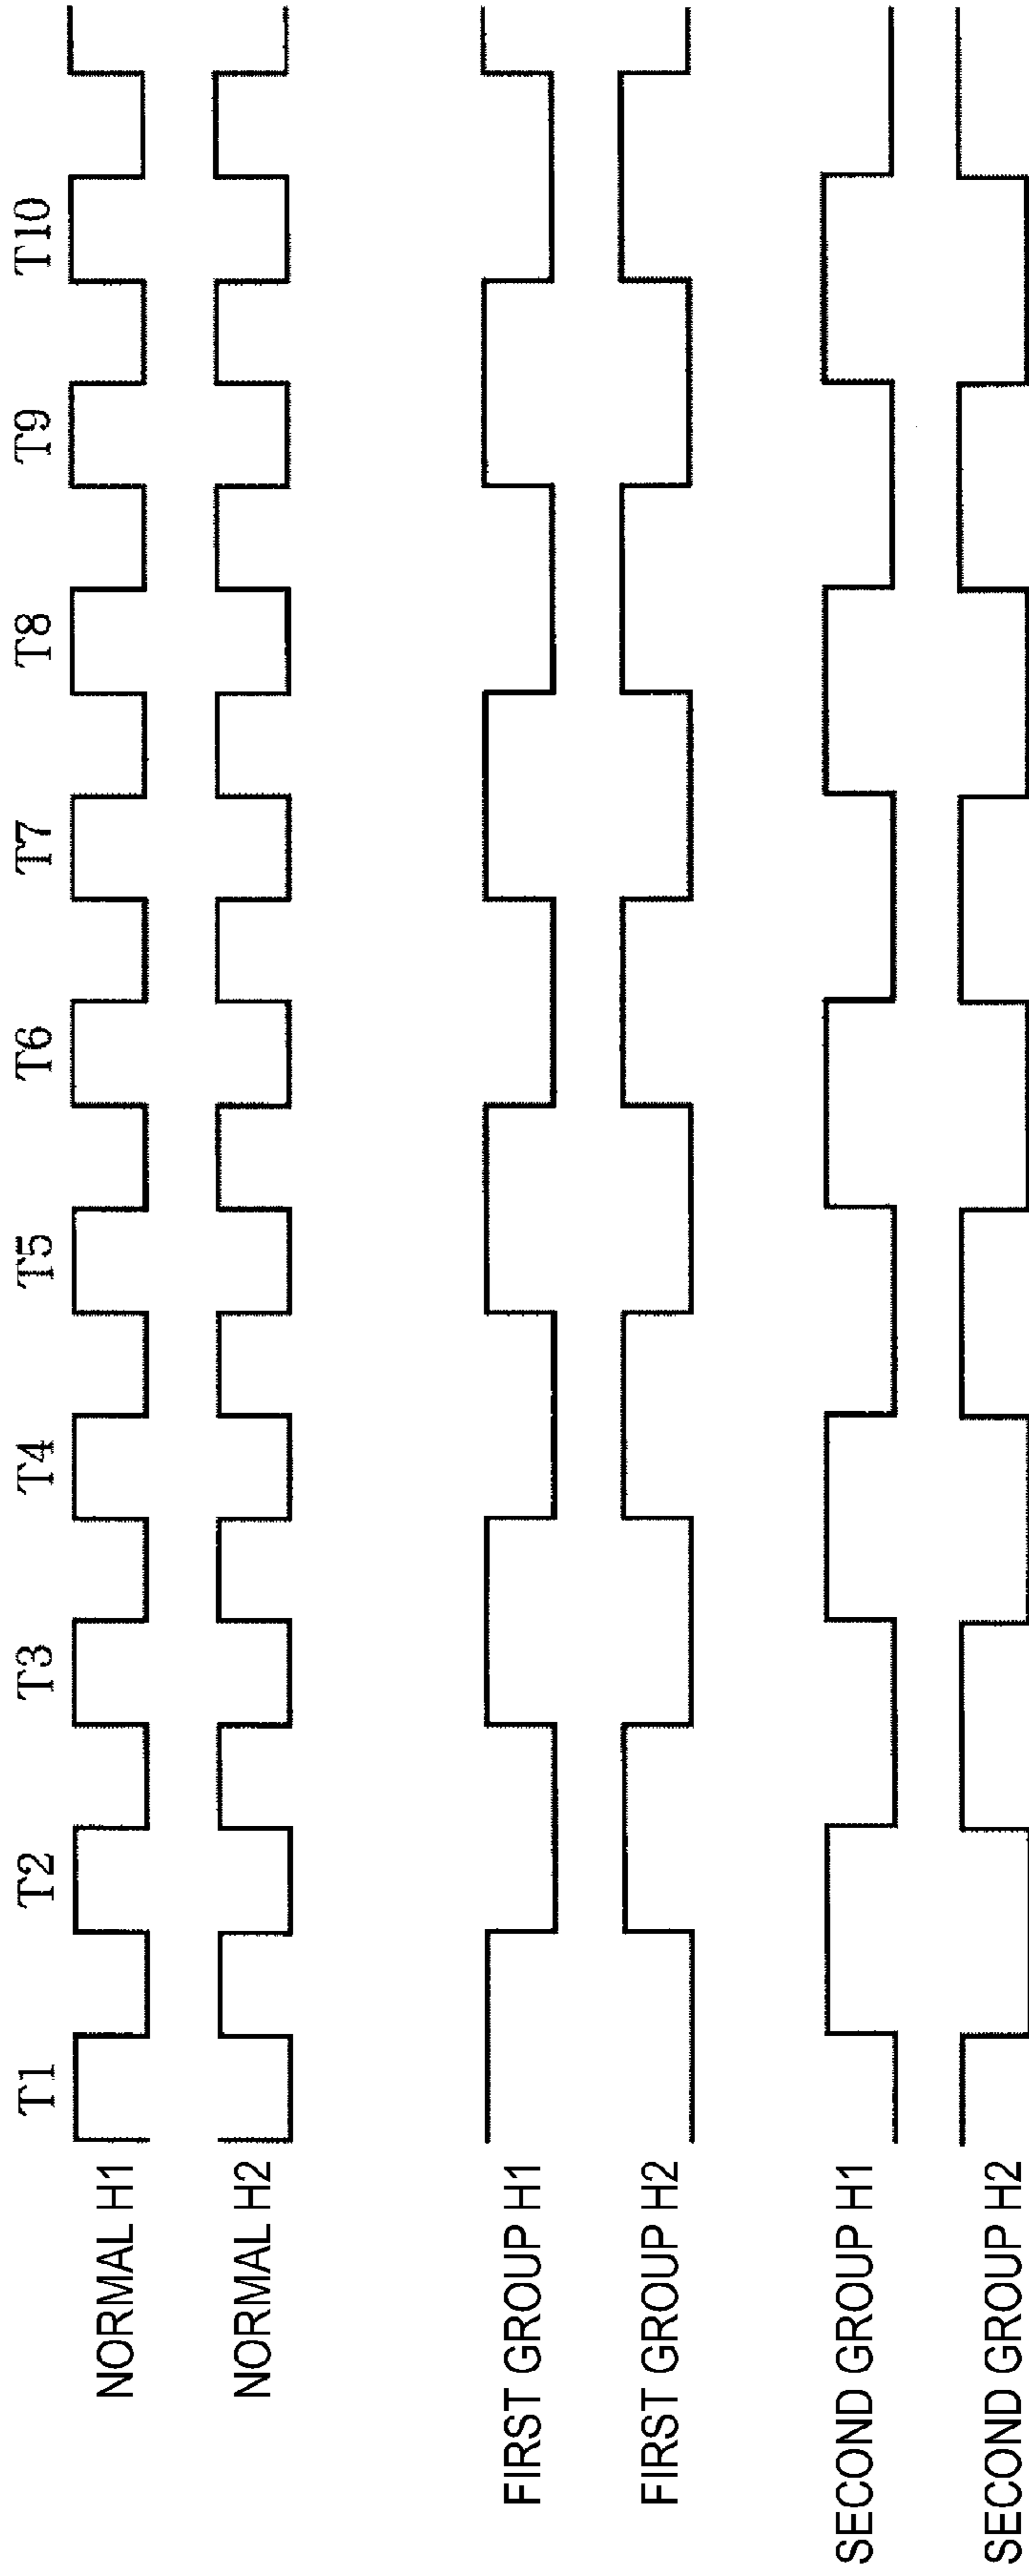 T1 T2 T3 T4 T5 T6 T7 T8 T9 T10
NORMAL H1
NORMAL H2
FIRST GROUP H1
FIRST GROUP H2
SECOND GROUP H1
SECOND GROUP H2